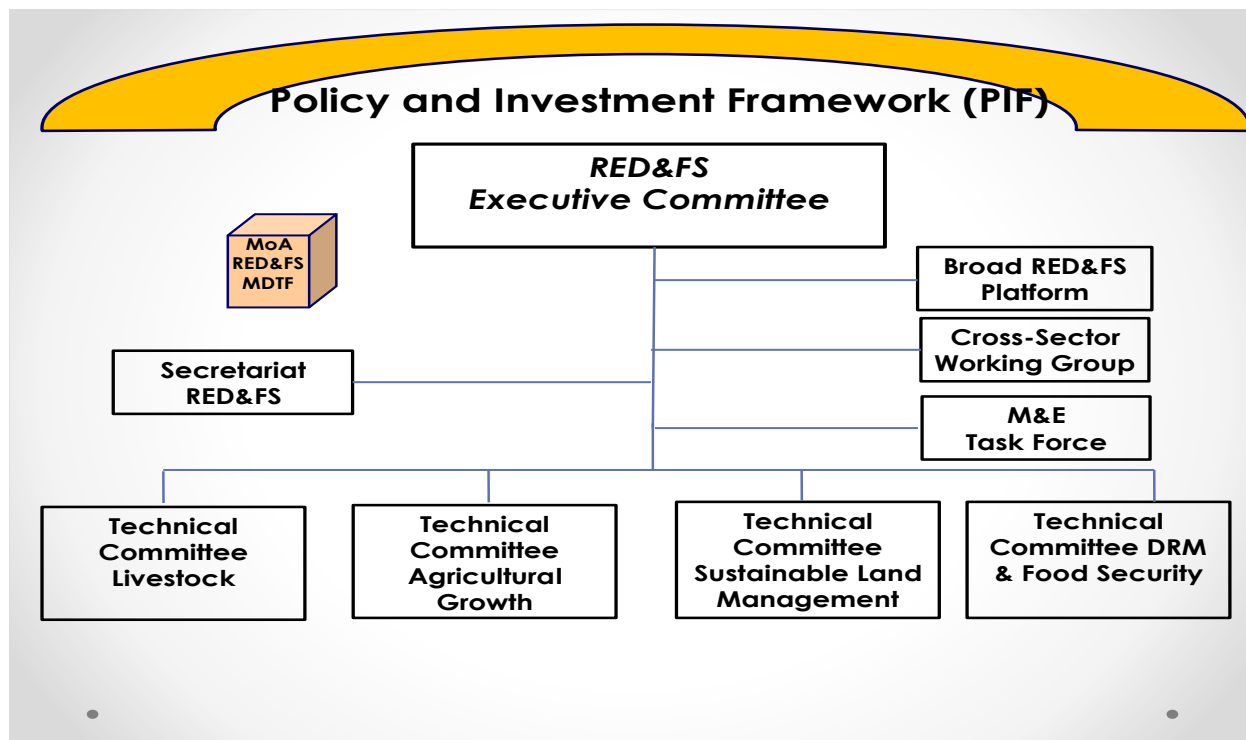 Policy and Investment Framework (PIF)
RED&FS
Executive Committee
MoA
RED&FS
MDTF
Broad RED&FS
Platform
Cross-Sector
Working Group
Secretariat
RED&FS
M&E
Task Force
Technical
Committee
Livestock
Technical
Committee
Agricultural
Growth
Technical
Committee
Sustainable Land
Management
Technical
Committee DRM
& Food Security